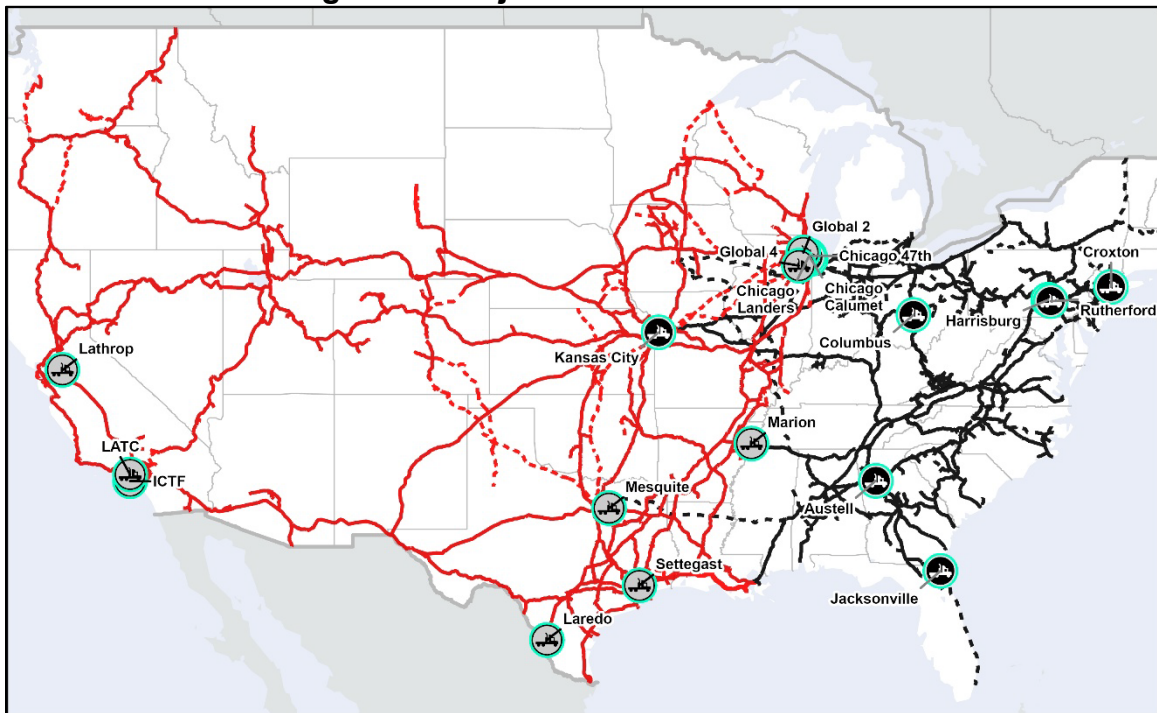 Global 2
Global 4
Chicago 47th
Croxton
Chicago
Landers
Chicago
Calumet
Harrisburg
Rutherford
Columbus
Kansas City
Lathrop
Marion
LATC
ICTF
Mesquite
Austell
Settegast
Jacksonville
Laredo